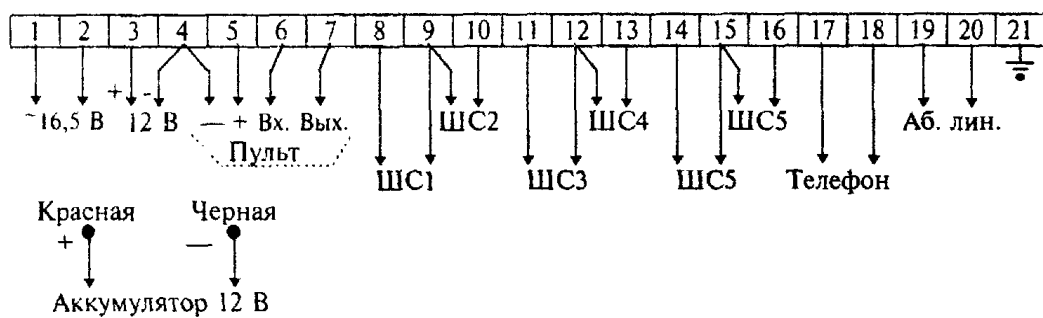 1 2 3 4 5 6 7 8 9 10 11 12 13 14 15 16 17 18 19 20 21
+ -
~16,5 В 12 В — + Вх. Вых. ШС2 ШС4 ШС5 Аб. лин.
Пульт
ШС1 ШС3 ШС5 Телефон
Красная Черная
+ —
Аккумулятор 12 В